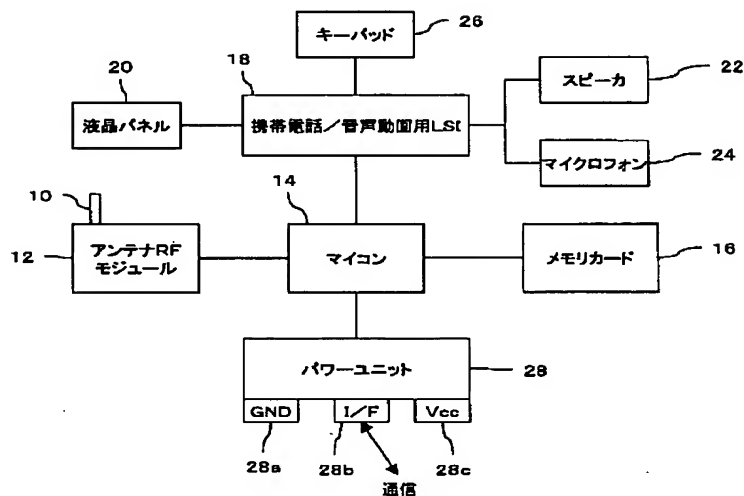 キーパッド
26
18
20
スピーカ
22
液晶パネル
携帯電話/音声動画用LSI
マイクロフォン
24
10
14
12
アンテナRF
モジュール
マイコン
メモリカード
16
パワーユニット
28
GND
I/F
Vcc
28a
28b
28c
通信